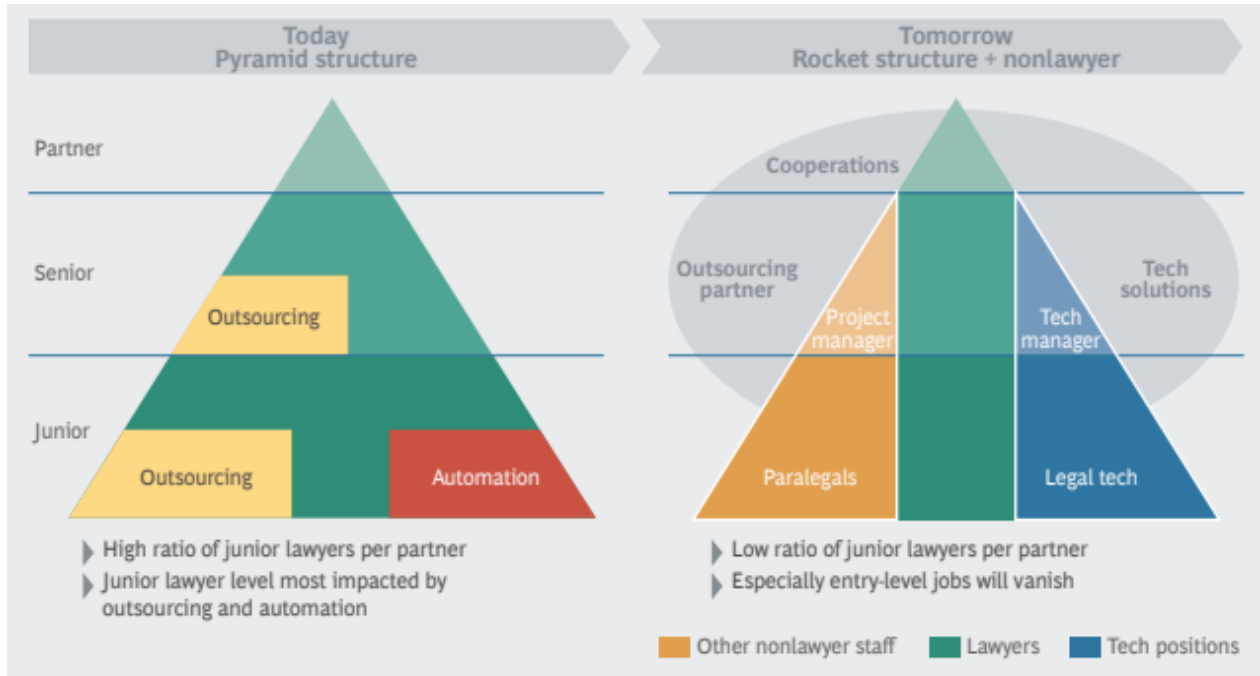 Today
Pyramid structure
Tomorrow
Rocket structure + nonlawyer
Partner
Senior
Junior
Outsourcing
Outsourcing
Automation
Cooperations
Outsourcing
partner
Tech
solutions
Project
manager
Tech
manager
Paralegals
Legal tech
High ratio of junior lawyers per partner
Junior lawyer level most impacted by
outsourcing and automation
Low ratio of junior lawyers per partner
Especially entry-level jobs will vanish
Other nonlawyer staff
Lawyers
Tech positions